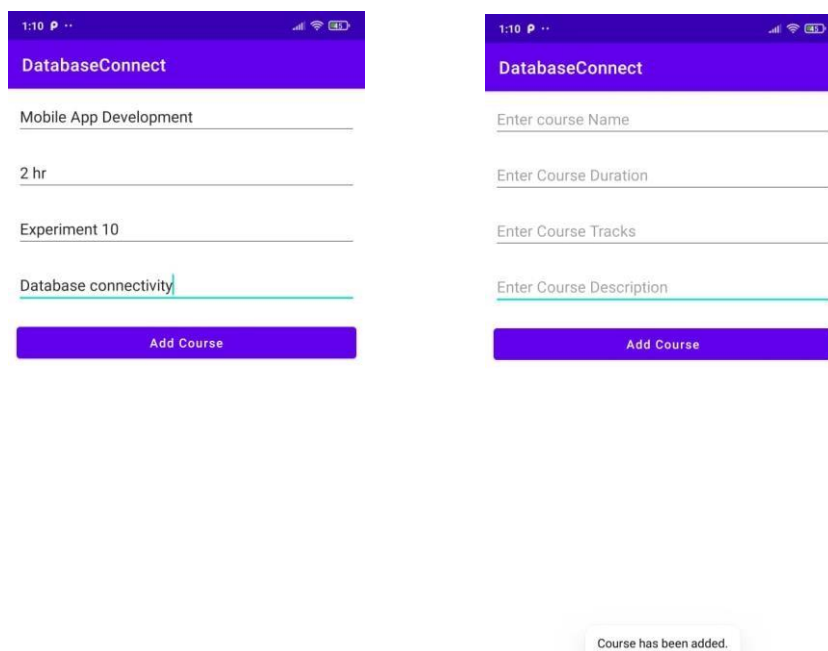 1:10
DatabaseConnect
Mobile App Development
2 hr
Experiment 10
Database connectivity
Add Course
1:10
DatabaseConnect
Enter course Name
Enter Course Duration
Enter Course Tracks
Enter Course Description
Add Course
Course has been added.